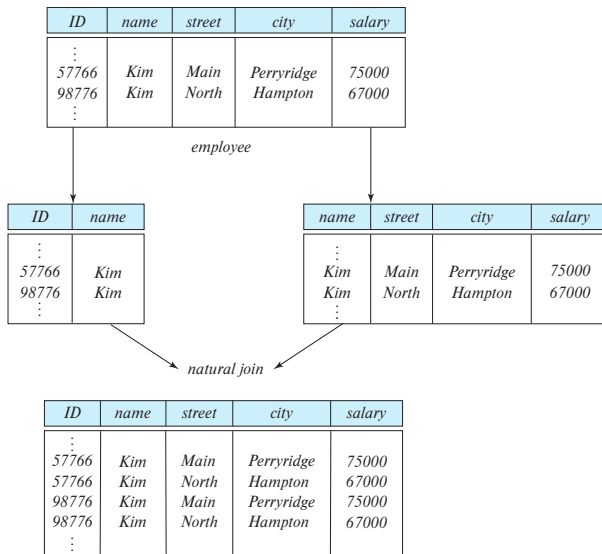 ID name street city salary
⋮
57766 Kim Main Perryridge 75000
98776 Kim North Hampton 67000
⋮
employee
ID name
⋮
57766 Kim
98776 Kim
⋮
name street city salary
⋮
Kim Main Perryridge 75000
Kim North Hampton 67000
⋮
natural join
ID name street city salary
⋮
57766 Kim Main Perryridge 75000
57766 Kim North Hampton 67000
98776 Kim Main Perryridge 75000
98776 Kim North Hampton 67000
⋮